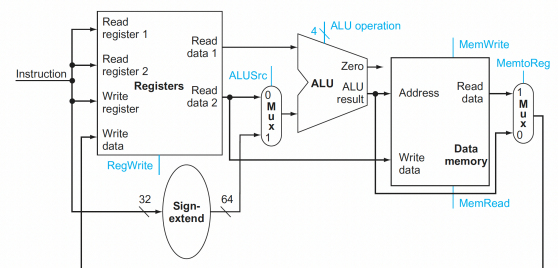 Instruction
Read
register 1
Read
register 2
Write
register
Write
data
Registers
Read
data 1
Read
data 2
RegWrite
32
Sign-
extend
64
ALUSrc
0
M
u
x
1
4
ALU operation
ALU
Zero
ALU
result
MemWrite
Address
Read
data
Write
data
Data
memory
MemRead
MemtoReg
1
M
u
x
0